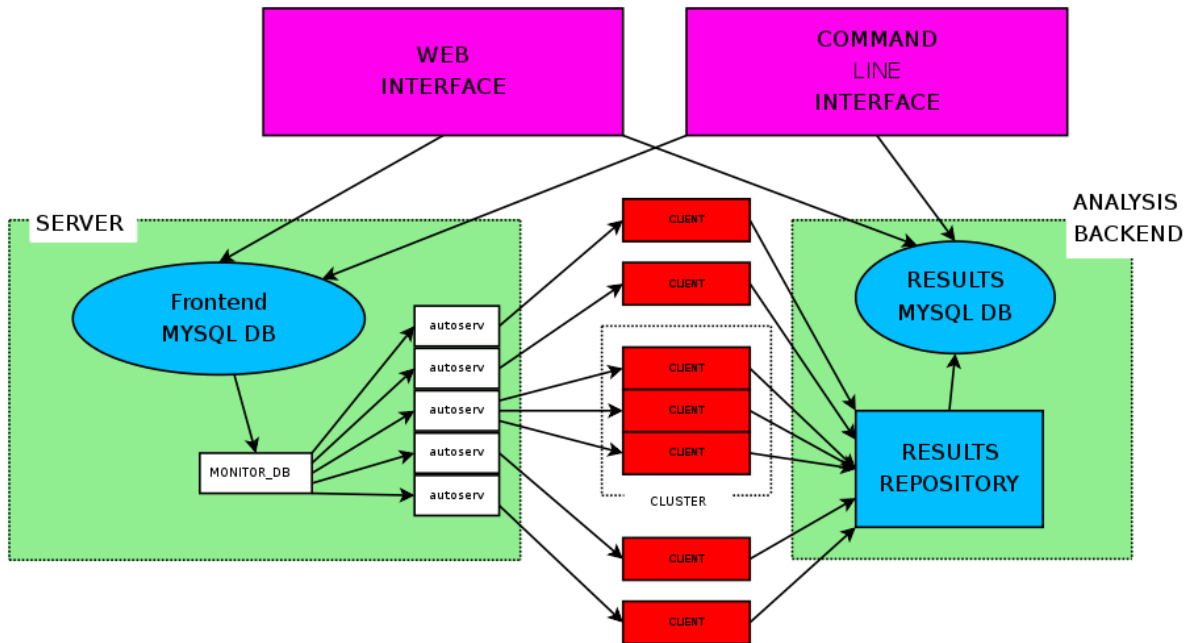 WEB
INTERFACE
COMMAND
LINE
INTERFACE
SERVER
ANALYSIS
BACKEND
Frontend
MYSQL DB
RESULTS
MYSQL DB
MONITOR_DB
autoserv
autoserv
autoserv
autoserv
autoserv
CLIENT
CLIENT
CLIENT
CLIENT
CLIENT
CLUSTER
CLIENT
CLIENT
RESULTS
REPOSITORY